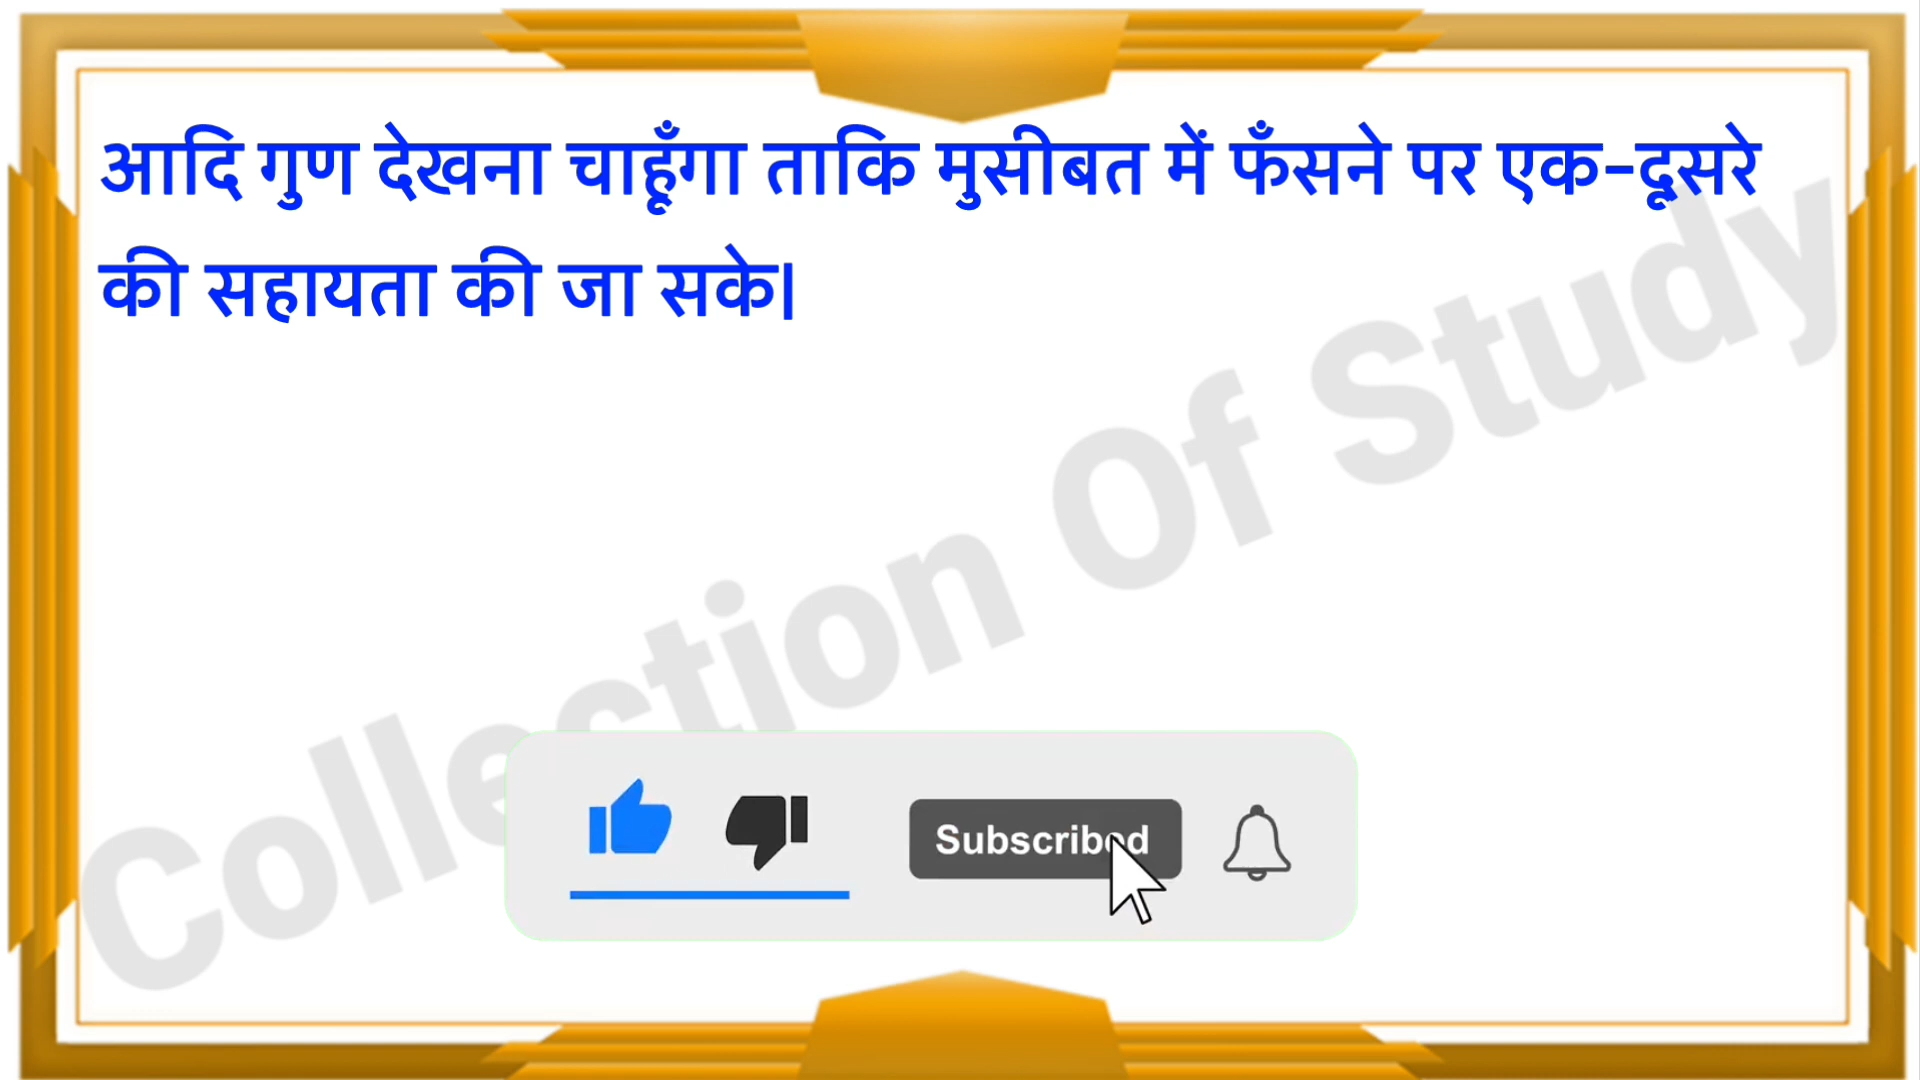 आदि गुण देखना चाहूँगा ताकि मुसीबत में फँसने पर एक-दूसरे
की सहायता की जा सके|
Collection Of Study
Subscribed